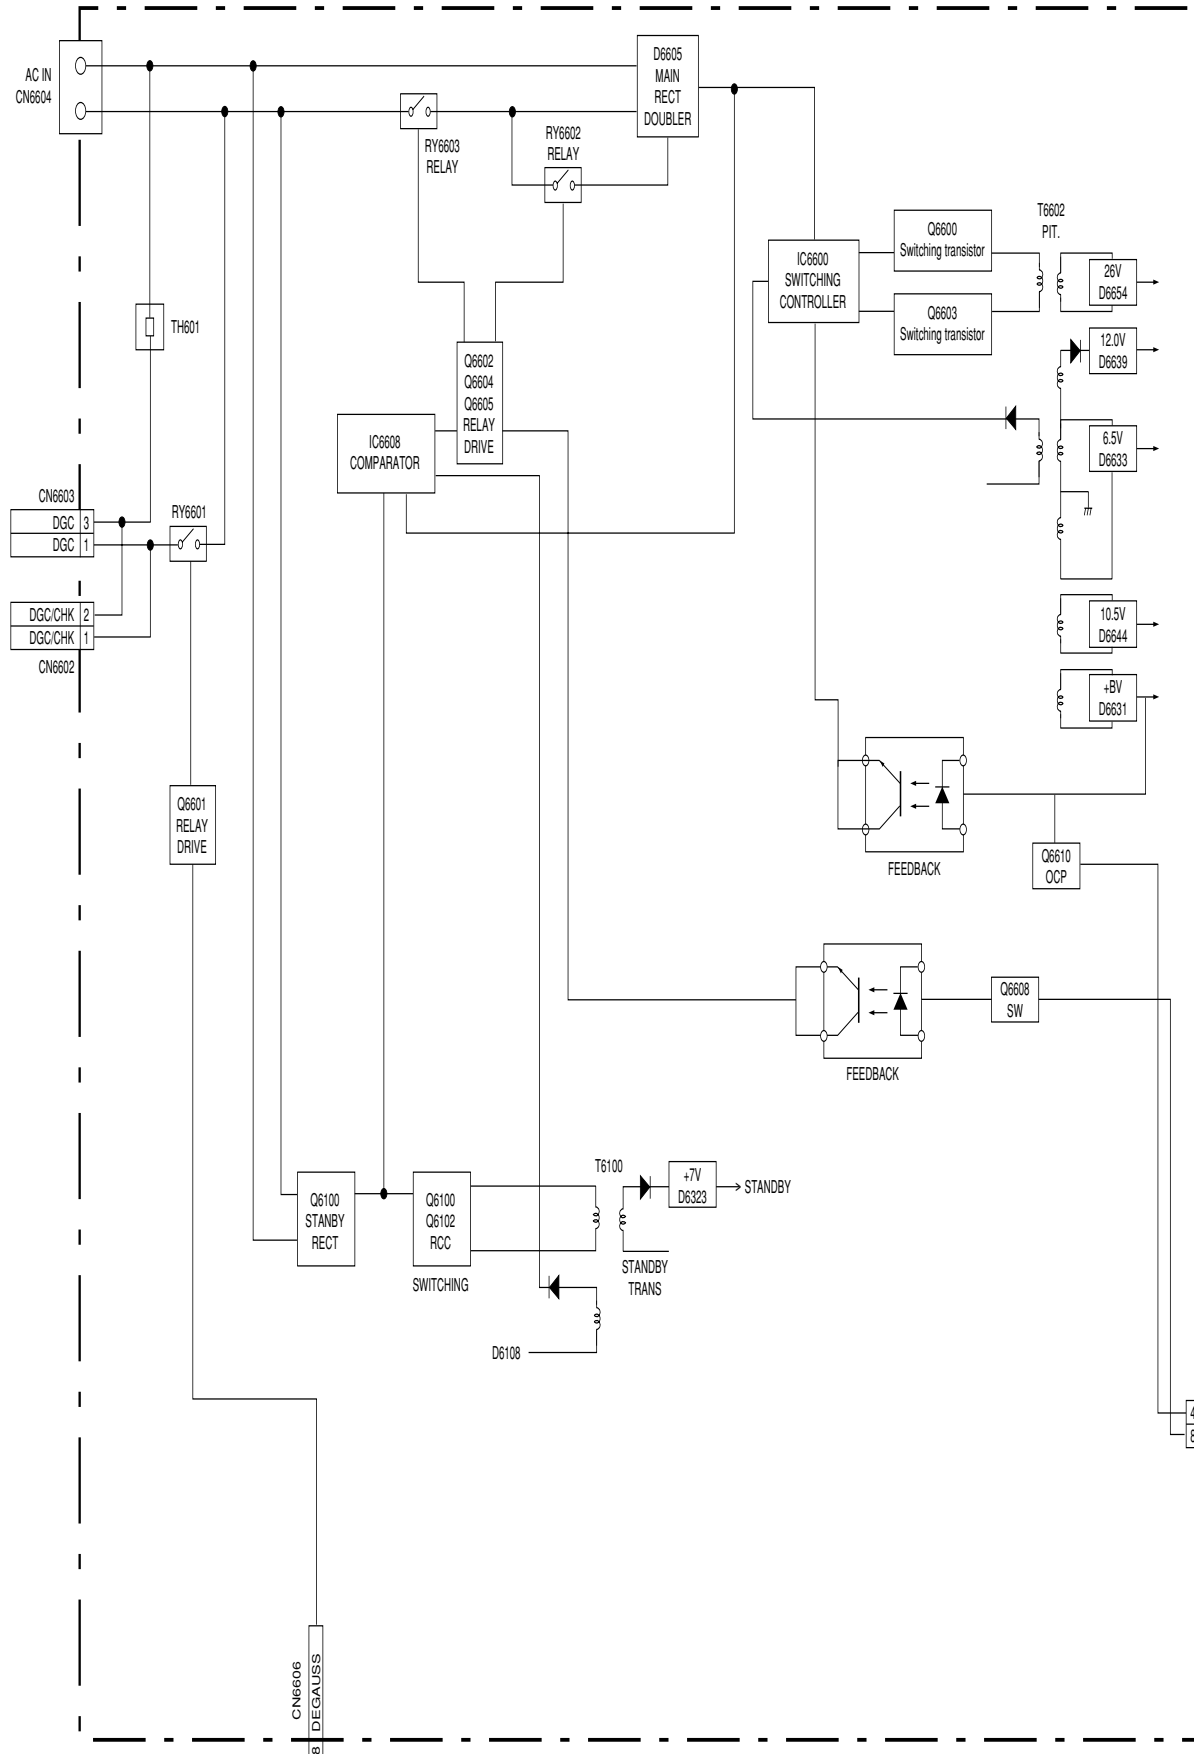 AC IN
CN6604
D6605
MAIN
RECT
DOUBLER
RY6603
RELAY
RY6602
RELAY
T6602
PIT.
Q6600
Switching transistor
IC6600
SWITCHING
CONTROLLER
Q6603
Switching transistor
26V
D6654
TH601
12.0V
D6639
Q6602
Q6604
Q6605
RELAY
DRIVE
IC6608
COMPARATOR
6.5V
D6633
CN6603
DGC 3
DGC 1
RY6601
DGC/CHK 2
DGC/CHK 1
CN6602
10.5V
D6644
+BV
D6631
Q6601
RELAY
DRIVE
FEEDBACK
Q6610
OCP
Q6608
SW
FEEDBACK
T6100
+7V
D6323
STANDBY
Q6100
STANBY
RECT
Q6100
Q6102
RCC
SWITCHING
STANDBY
TRANS
D6108
4
8
CN6606
8 DEGAUSS